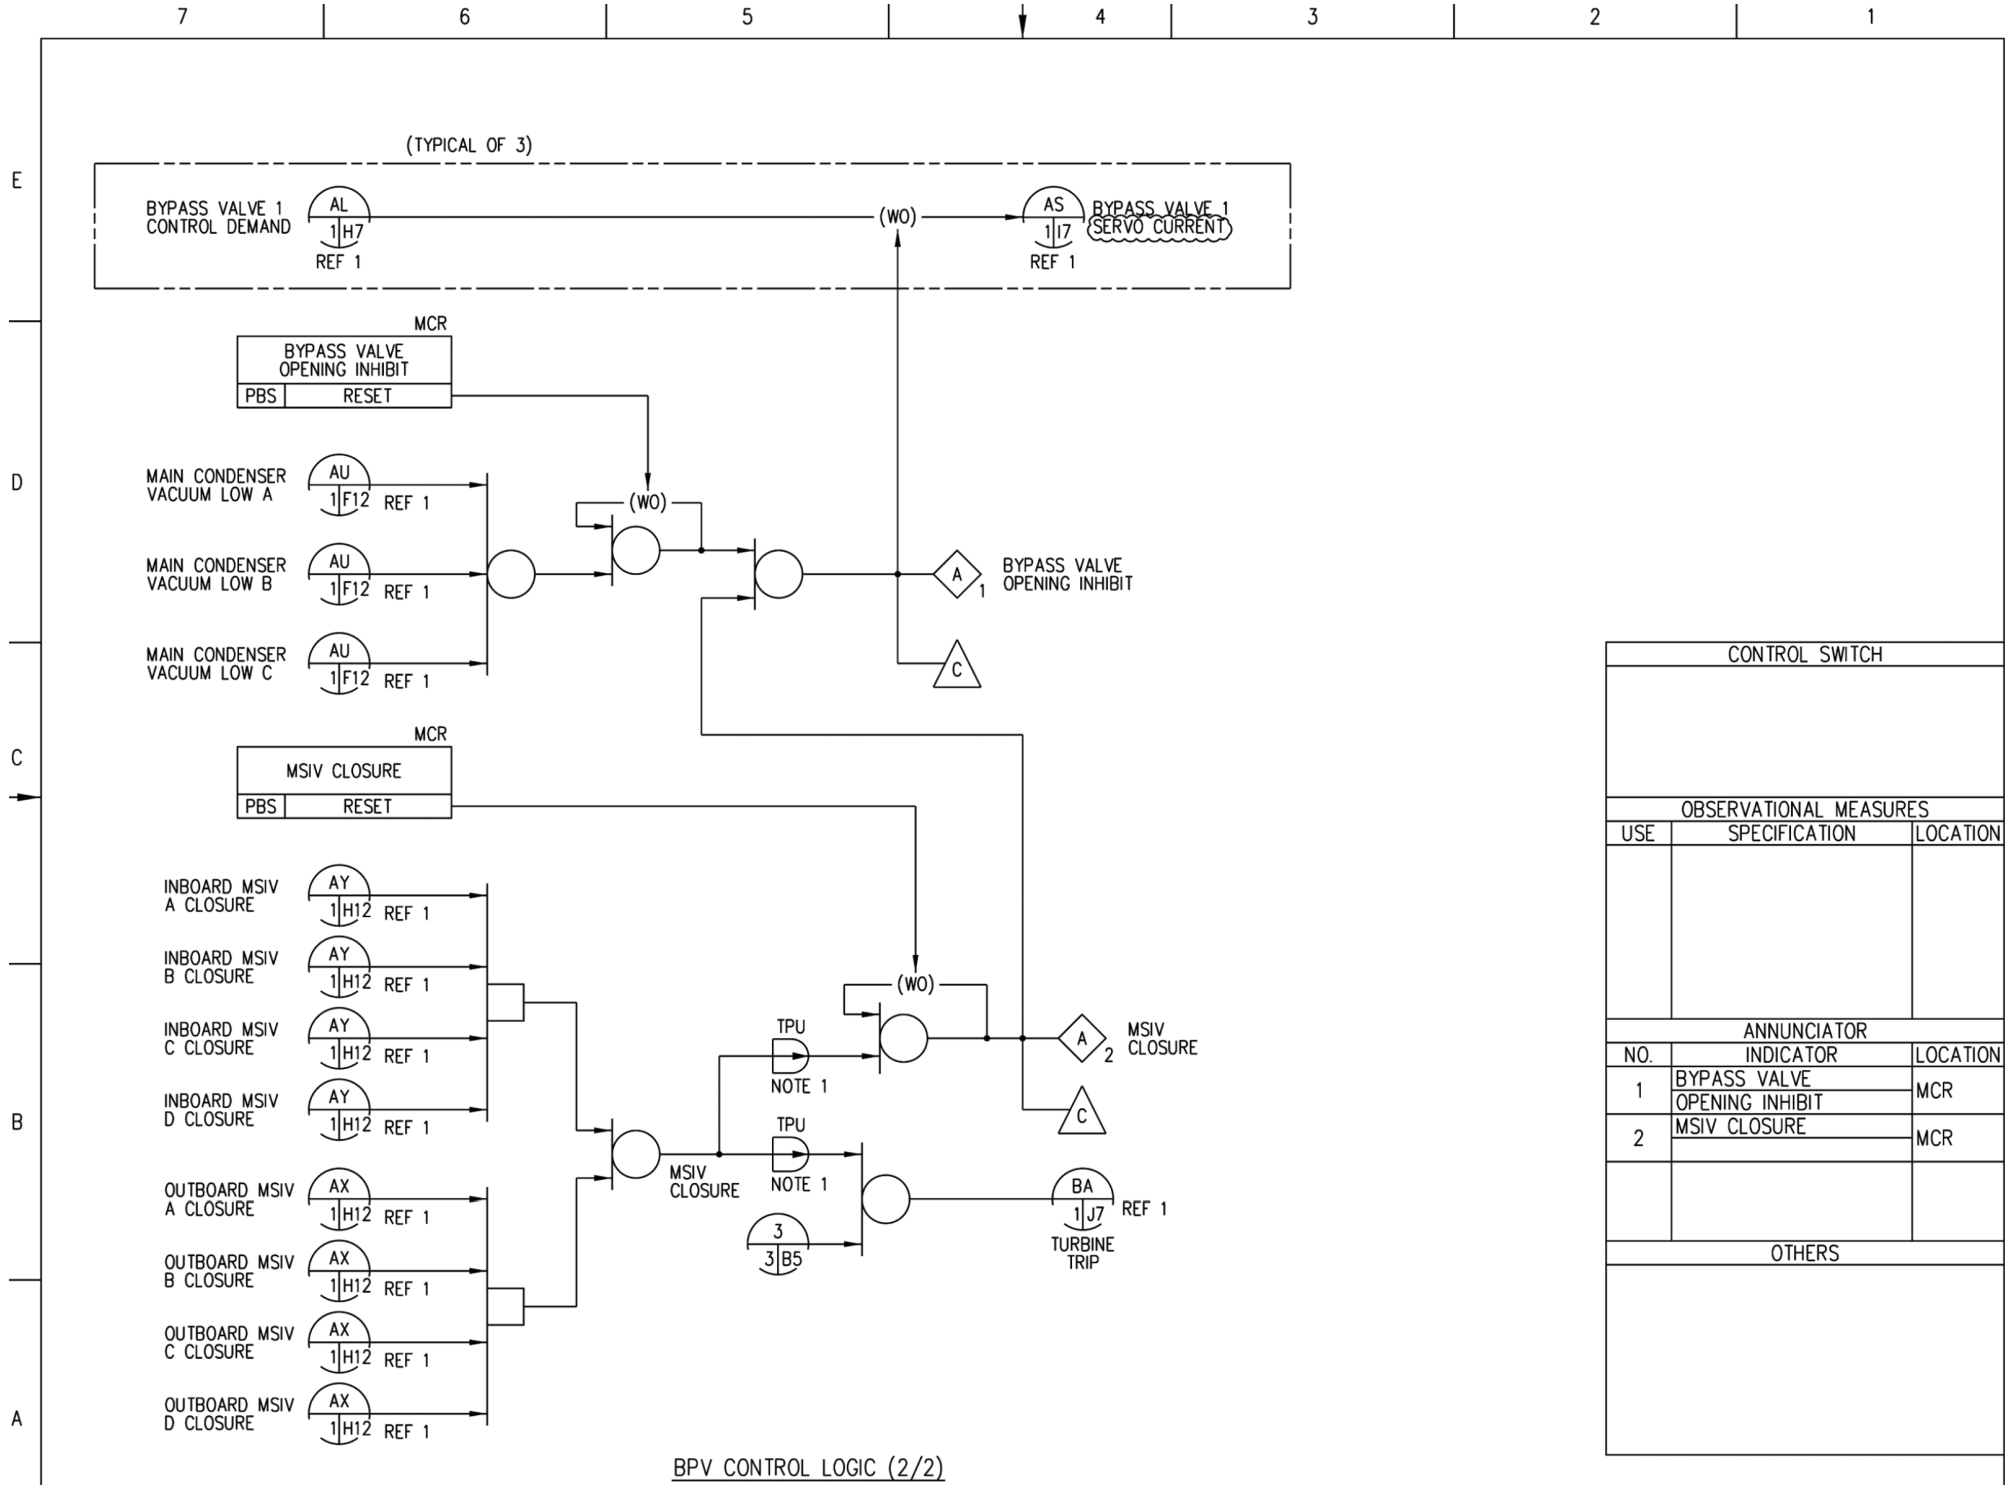 7 6 5 4 3 2 1
E
(TYPICAL OF 3)
BYPASS VALVE 1
CONTROL DEMAND
AL
1 H7
REF 1
(WO)
AS
1 I7
REF 1
BYPASS VALVE 1
SERVO CURRENT
MCR
BYPASS VALVE
OPENING INHIBIT
PBS RESET
D
MAIN CONDENSER
VACUUM LOW A
AU
1 F12
REF 1
(WO)
MAIN CONDENSER
VACUUM LOW B
AU
1 F12
REF 1
A
1
BYPASS VALVE
OPENING INHIBIT
MAIN CONDENSER
VACUUM LOW C
AU
1 F12
REF 1
C
MCR
MSIV CLOSURE
PBS RESET
C
INBOARD MSIV
A CLOSURE
AY
1 H12
REF 1
INBOARD MSIV
B CLOSURE
AY
1 H12
REF 1
INBOARD MSIV
C CLOSURE
AY
1 H12
REF 1
INBOARD MSIV
D CLOSURE
AY
1 H12
REF 1
B
(WO)
TPU
NOTE 1
A
2
MSIV
CLOSURE
C
TPU
NOTE 1
MSIV
CLOSURE
3
3 B5
BA
1 J7
REF 1
TURBINE
TRIP
OUTBOARD MSIV
A CLOSURE
AX
1 H12
REF 1
OUTBOARD MSIV
B CLOSURE
AX
1 H12
REF 1
OUTBOARD MSIV
C CLOSURE
AX
1 H12
REF 1
OUTBOARD MSIV
D CLOSURE
AX
1 H12
REF 1
A
BPV CONTROL LOGIC (2/2)
CONTROL SWITCH
OBSERVATIONAL MEASURES
USE SPECIFICATION LOCATION
ANNUNCIATOR
NO. INDICATOR LOCATION
1 BYPASS VALVE
OPENING INHIBIT MCR
2 MSIV CLOSURE MCR
OTHERS